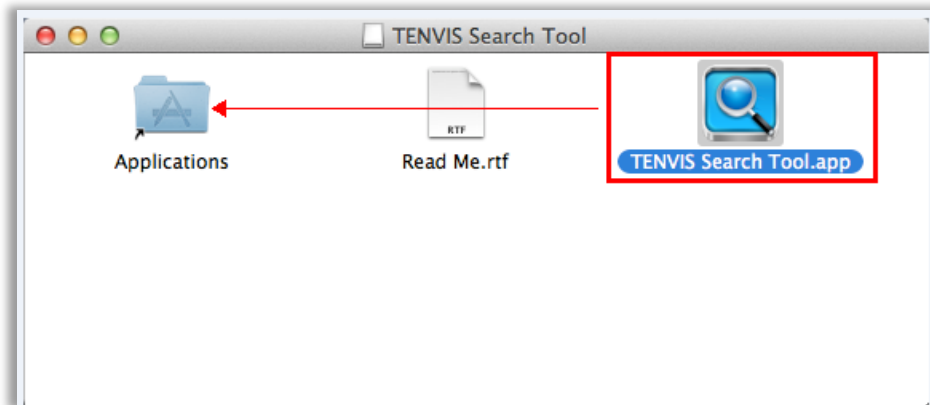 TENVIS Search Tool
RTF
Applications
Read Me.rtf
TENVIS Search Tool.app